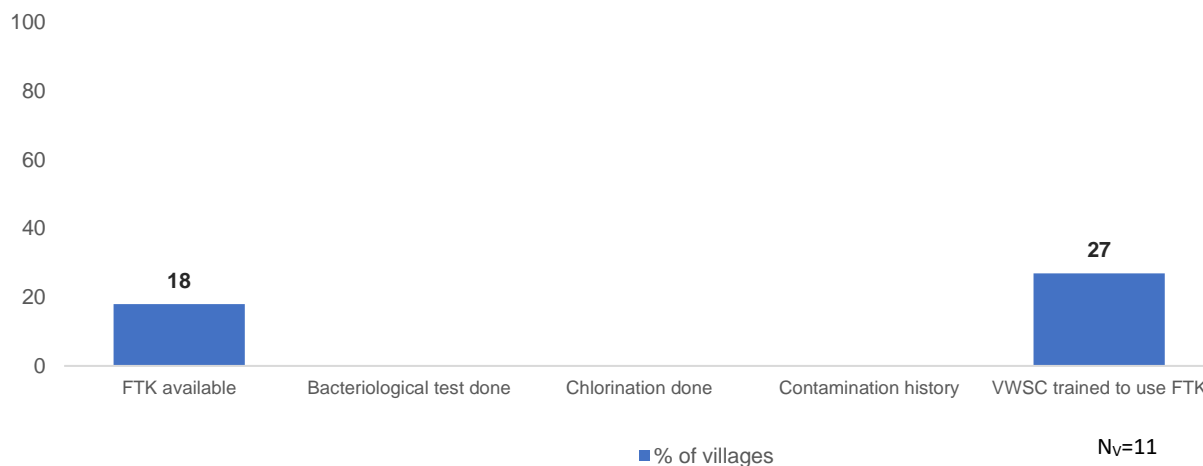 100
80
60
40
20
0
18
27
FTK available
Bacteriological test done
Chlorination done
Contamination history
VWSC trained to use FTK
% of villages
NV=11